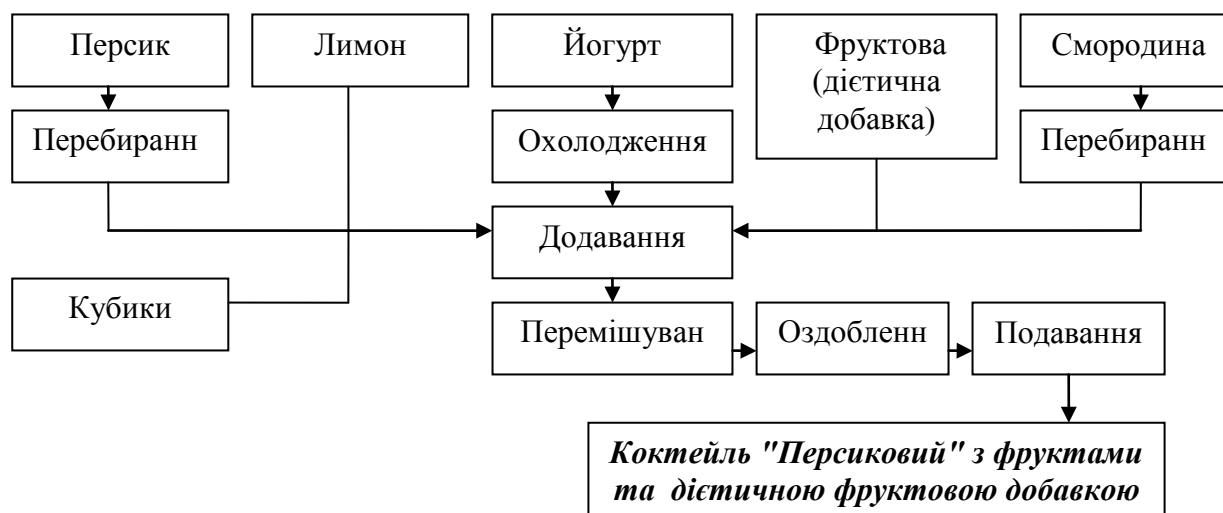 Персик
Лимон
Йогурт
Фруктова
(дієтична
добавка)
Смородина
Перебиранн
Охолодження
Перебиранн
Додавання
Кубики
Перемішуван
Оздобленн
Подавання
Коктейль "Персиковий" з фруктами
та дієтичною фруктовою добавкою